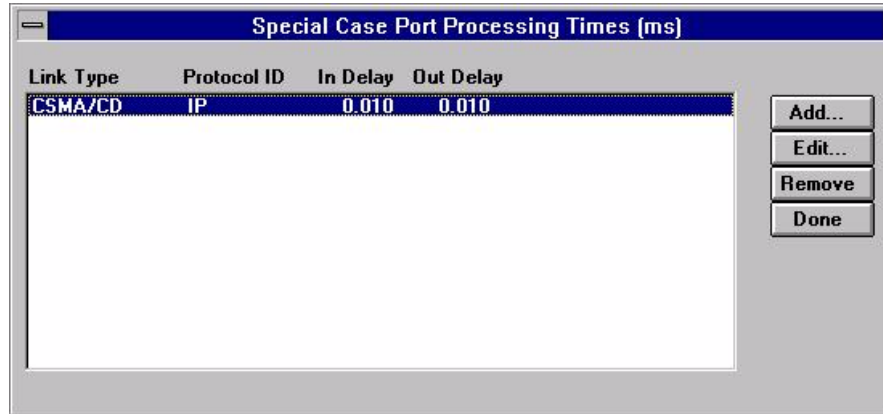 Special Case Port Processing Times (ms)
Link Type Protocol ID In Delay Out Delay
CSMA/CD IP 0.010 0.010
Add...
Edit...
Remove
Done